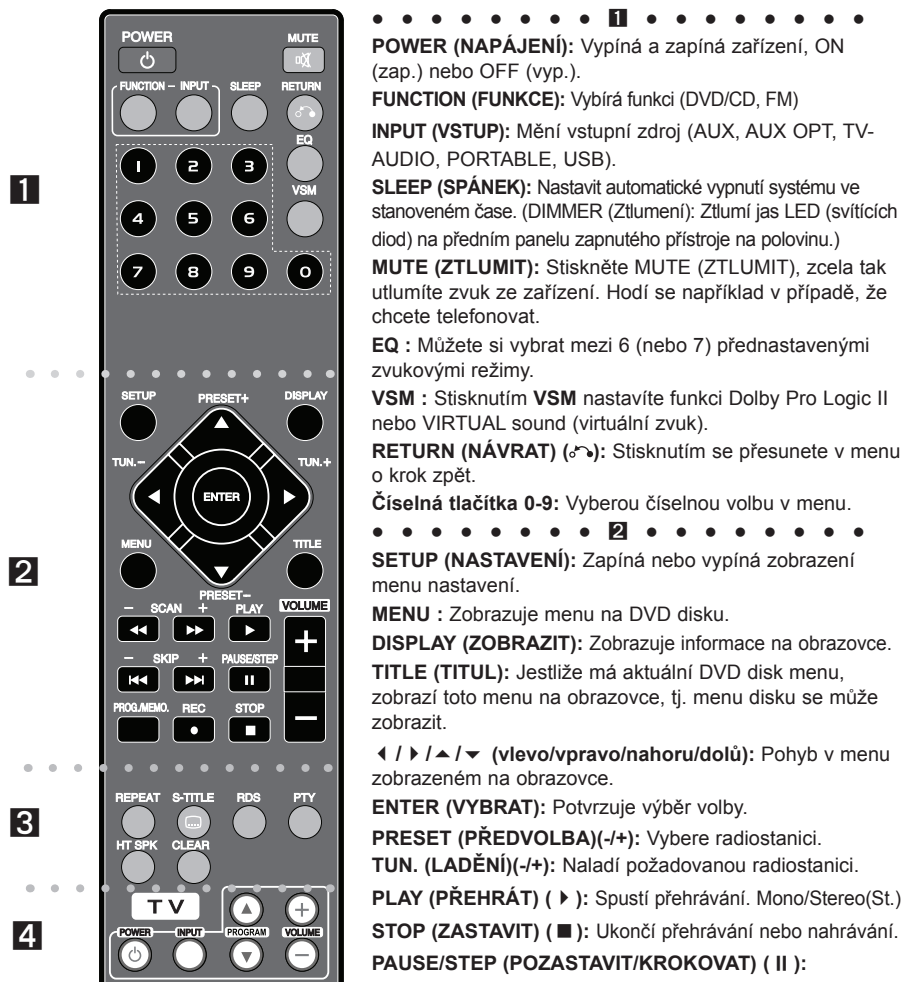 1
POWER MUTE
FUNCTION INPUT SLEEP RETURN
EQ
1 2 3
VSM
4 5 6
7 8 9 0
2
SETUP PRESET+ DISPLAY
TUN.- TUN.+
ENTER
MENU TITLE
PRESET-
- SCAN + PLAY VOLUME
+
- SKIP + PAUSE/STEP
PROG./MEMO. REC STOP
-
3
REPEAT S-TITLE RDS PTY
HT SPK CLEAR
4
TV
+
POWER INPUT PROGRAM VOLUME
-
1
POWER (NAPÁJENÍ): Vypíná a zapíná zařízení, ON
(zap.) nebo OFF (vyp.).
FUNCTION (FUNKCE): Vybírá funkci (DVD/CD, FM)
INPUT (VSTUP): Mění vstupní zdroj (AUX, AUX OPT, TV-
AUDIO, PORTABLE, USB).
SLEEP (SPÁNEK): Nastavit automatické vypnutí systému ve
stanoveném čase. (DIMMER (Ztlumení): Ztlumí jas LED (svítících
diod) na předním panelu zapnutého přístroje na polovinu.)
MUTE (ZTLUMIT): Stiskněte MUTE (ZTLUMIT), zcela tak
utlumíte zvuk ze zařízení. Hodí se například v případě, že
chcete telefonovat.
EQ : Můžete si vybrat mezi 6 (nebo 7) přednastavenými
zvukovými režimy.
VSM : Stisknutím VSM nastavíte funkci Dolby Pro Logic II
nebo VIRTUAL sound (virtuální zvuk).
RETURN (NÁVRAT) ( ): Stisknutím se přesunete v menu
o krok zpět.
Číselná tlačítka 0-9: Vyberou číselnou volbu v menu.
2
SETUP (NASTAVENÍ): Zapíná nebo vypíná zobrazení
menu nastavení.
MENU : Zobrazuje menu na DVD disku.
DISPLAY (ZOBRAZIT): Zobrazuje informace na obrazovce.
TITLE (TITUL): Jestliže má aktuální DVD disk menu,
zobrazí toto menu na obrazovce, tj. menu disku se může
zobrazit.
◀ / ▶ / ▲ / ▼ (vlevo/vpravo/nahoru/dolů): Pohyb v menu
zobrazeném na obrazovce.
ENTER (VYBRAT): Potvrzuje výběr volby.
PRESET (PŘEDVOLBA)(-/+): Vybere radiostanici.
TUN. (LADĚNÍ)(-/+): Naladí požadovanou radiostanici.
PLAY (PŘEHRÁT) ( ▶ ): Spustí přehrávání. Mono/Stereo(St.)
STOP (ZASTAVIT) ( ■ ): Ukončí přehrávání nebo nahrávání.
PAUSE/STEP (POZASTAVIT/KROKOVAT) ( II ):